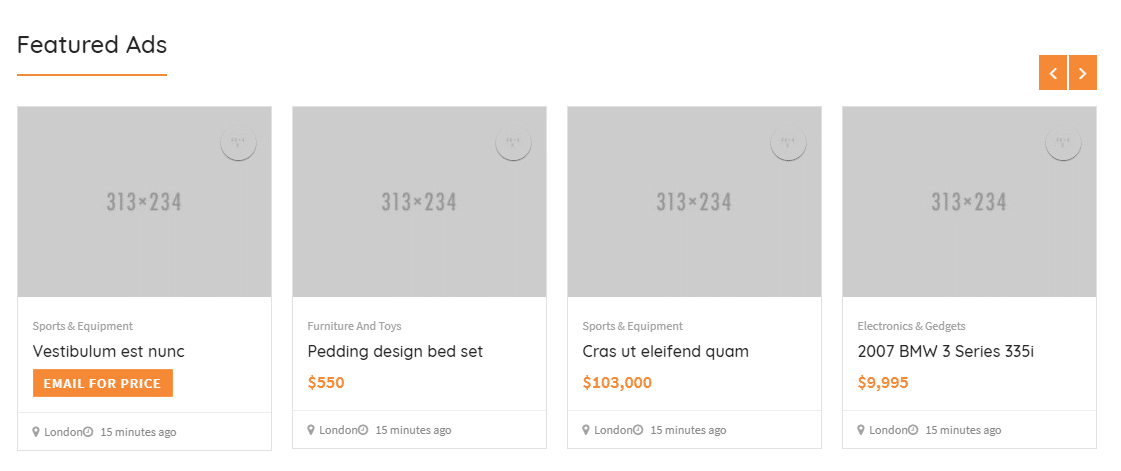 Featured Ads
313×234
Sports & Equipment
Vestibulum est nunc
EMAIL FOR PRICE
London 15 minutes ago
313×234
Furniture And Toys
Pedding design bed set
$550
London 15 minutes ago
313×234
Sports & Equipment
Cras ut eleifend quam
$103,000
London 15 minutes ago
313×234
Electronics & Gedgets
2007 BMW 3 Series 335i
$9,995
London 15 minutes ago